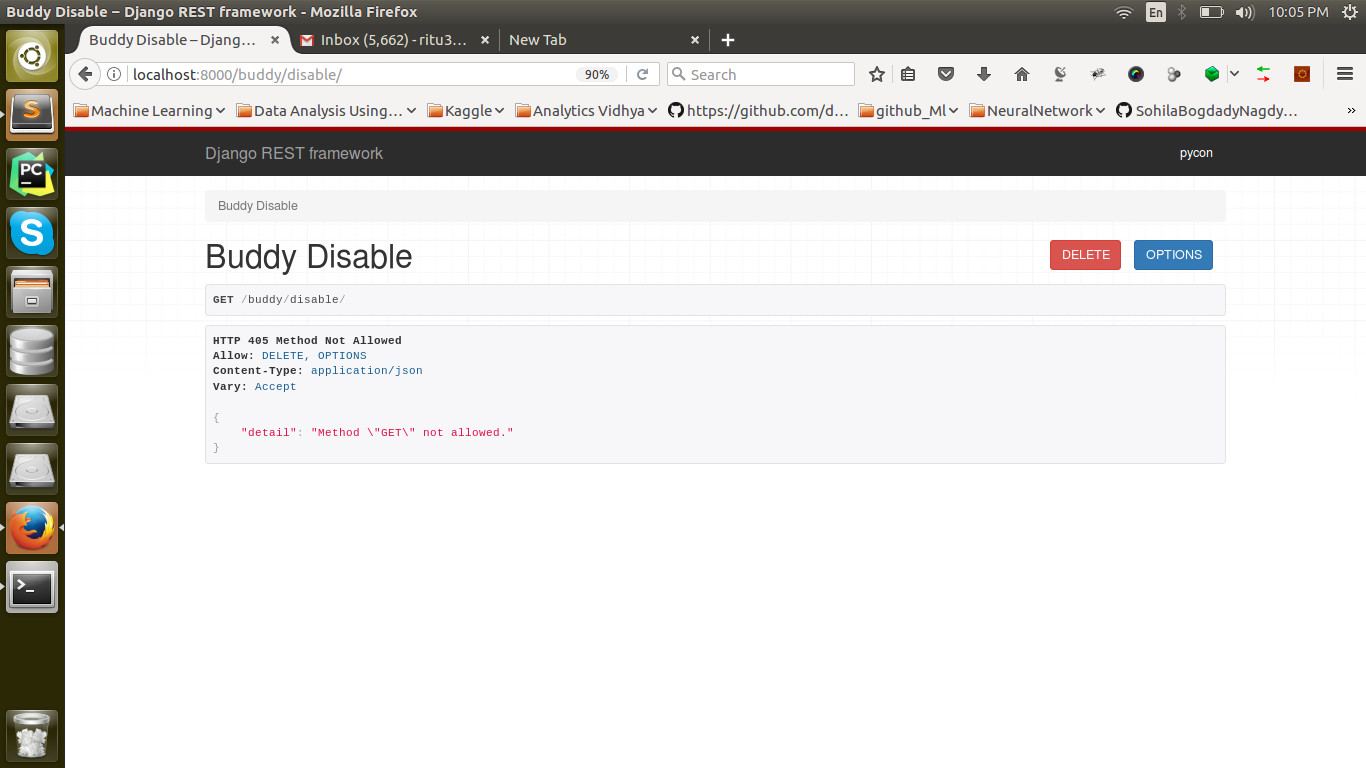 Buddy Disable – Django REST framework - Mozilla Firefox
En
10:05 PM
Buddy Disable – Djang…
Inbox (5,662) - ritu3…
New Tab
localhost:8000/buddy/disable/
90%
Search
Machine Learning
Data Analysis Using…
Kaggle
Analytics Vidhya
https://github.com/d…
github_Ml
NeuralNetwork
SohilaBogdadyNagdy…
Django REST framework
pycon
Buddy Disable
Buddy Disable
DELETE
OPTIONS
GET /buddy/disable/
HTTP 405 Method Not Allowed
Allow: DELETE, OPTIONS
Content-Type: application/json
Vary: Accept
{
"detail": "Method \"GET\" not allowed."
}
S
PC
S
>_